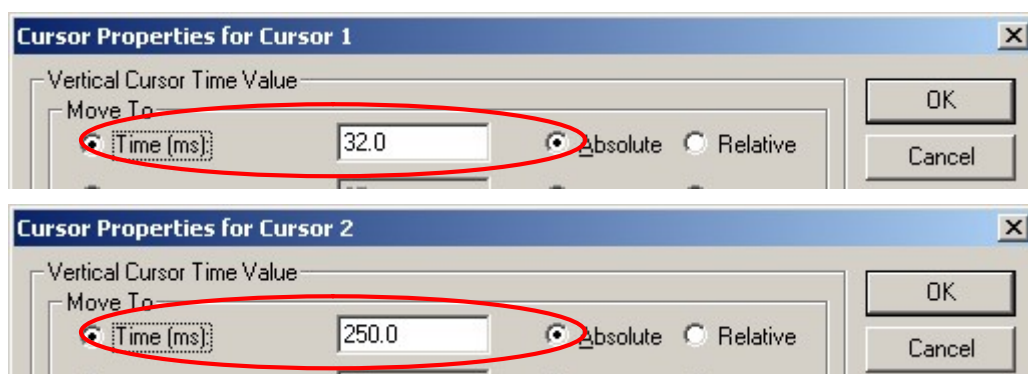 Cursor Properties for Cursor 1
Vertical Cursor Time Value
Move To
OK
Time (ms): 32.0 Absolute Relative
Cancel
Cursor Properties for Cursor 2
Vertical Cursor Time Value
Move To
OK
Time (ms): 250.0 Absolute Relative
Cancel